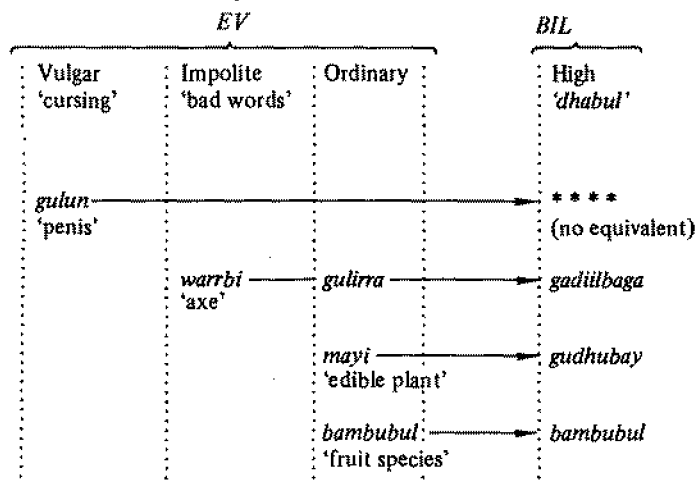 EV BIL
Vulgar Impolite Ordinary High
‘cursing’ ‘bad words’ ‘dhabul’
gulun * * * *
‘penis’ (no equivalent)
warrbi gulirra gadiilbaga
‘axe’
mayi gudhubay
‘edible plant’
bambubul bambubul
‘fruit species’